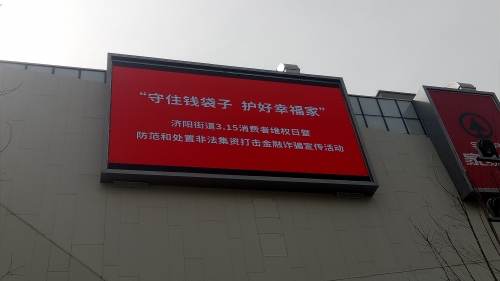 “守住钱袋子 护好幸福家”
济阳街道3.15消费者维权日暨
防范和处置非法集资打击金融诈骗宣传活动
家